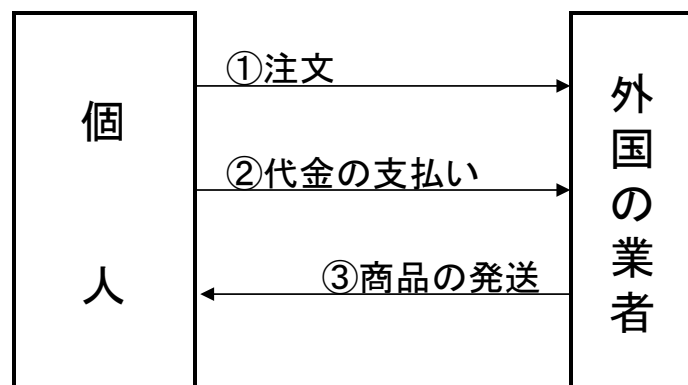 個人
①注文
②代金の支払い
③商品の発送
外国の業者